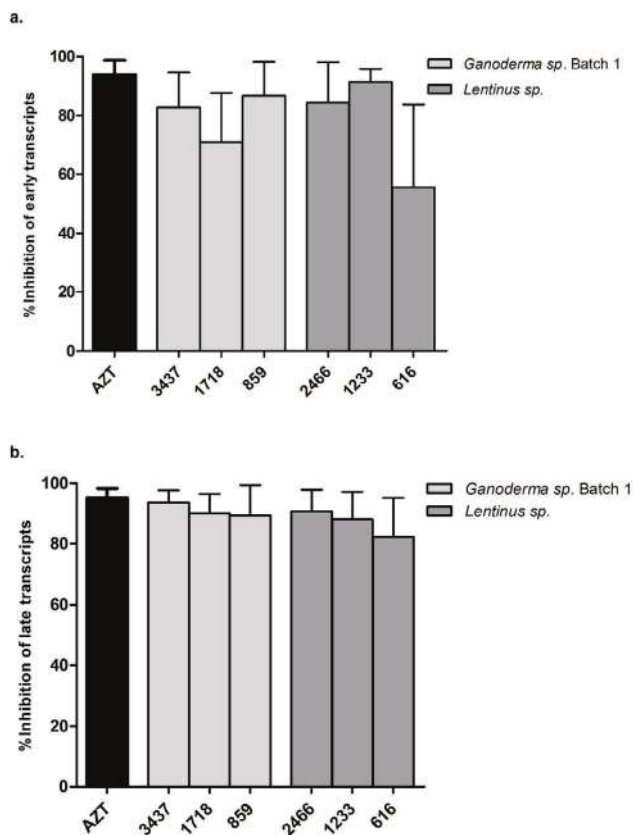 a.
% Inhibition of early transcripts
100
80
60
40
20
0
AZT
3437
1718
859
2466
1233
616
Ganoderma sp. Batch 1
Lentinus sp.
b.
% Inhibition of late transcripts
100
80
60
40
20
0
AZT
3437
1718
859
2466
1233
616
Ganoderma sp. Batch 1
Lentinus sp.